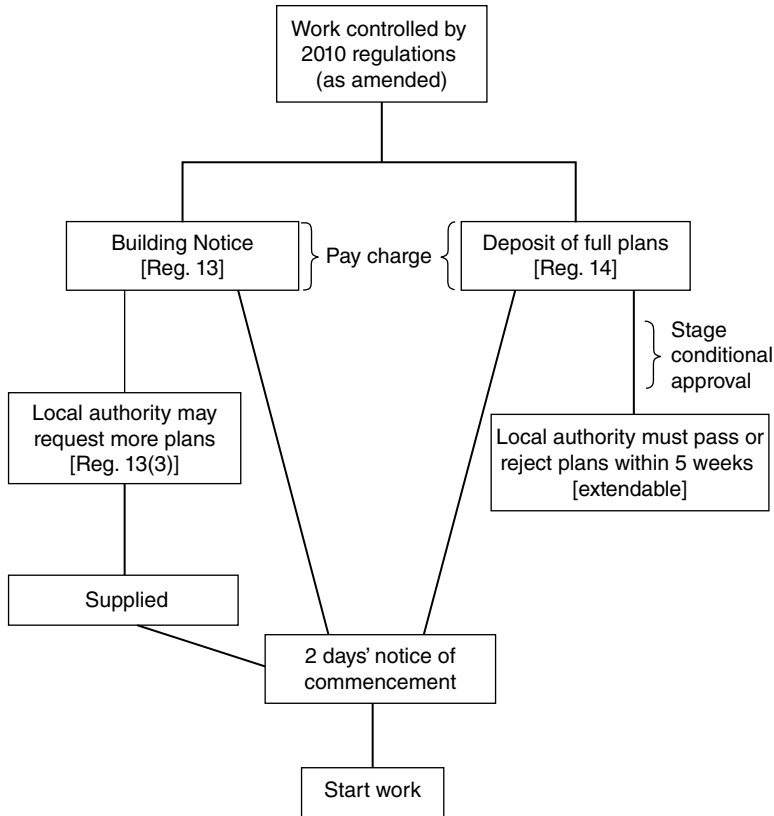 Work controlled by
2010 regulations
(as amended)
Building Notice
[Reg. 13]
Pay charge
Deposit of full plans
[Reg. 14]
Stage
conditional
approval
Local authority may
request more plans
[Reg. 13(3)]
Local authority must pass or
reject plans within 5 weeks
[extendable]
Supplied
2 days’ notice of
commencement
Start work